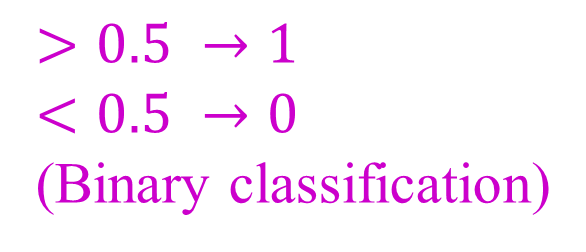 > 0.5 → 1
< 0.5 → 0
(Binary classification)